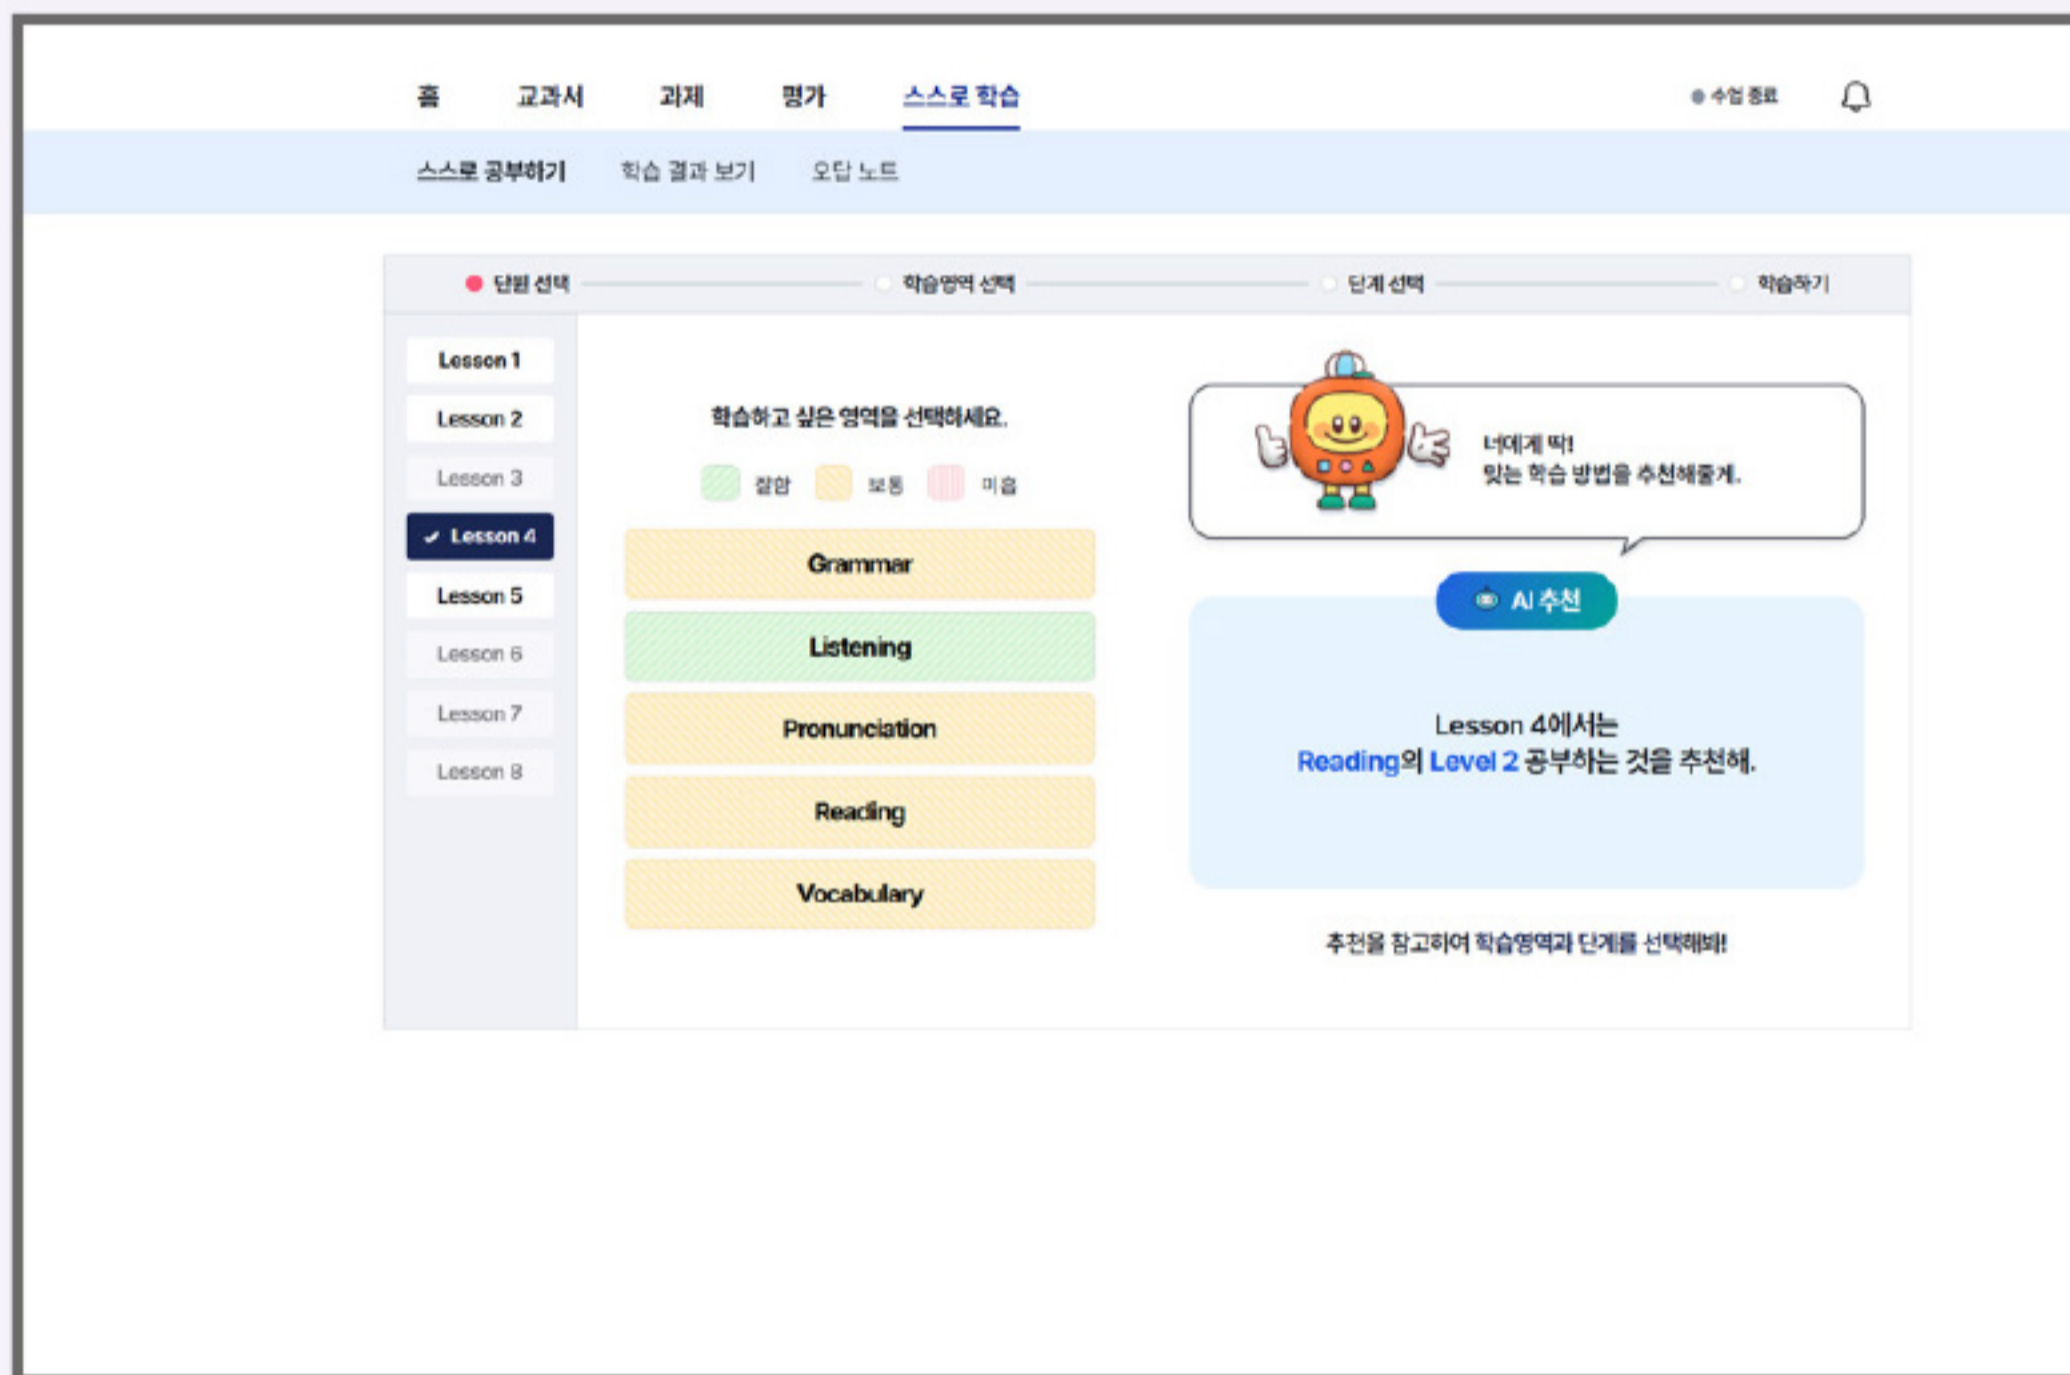 홈 교과서 과제 평가 스스로 학습 수업 종료
스스로 공부하기 학습 결과 보기 오답 노트
단원 선택 학습영역 선택 단계 선택 학습하기
Lesson 1
Lesson 2
Lesson 3
✓ Lesson 4
Lesson 5
Lesson 6
Lesson 7
Lesson 8
학습하고 싶은 영역을 선택하세요.
잘함 보통 미흡
Grammar
Listening
Pronunciation
Reading
Vocabulary
너에게 딱!
맞는 학습 방법을 추천해줄게.
AI 추천
Lesson 4에서는
Reading의 Level 2 공부하는 것을 추천해.
추천을 참고하여 학습영역과 단계를 선택해봐!